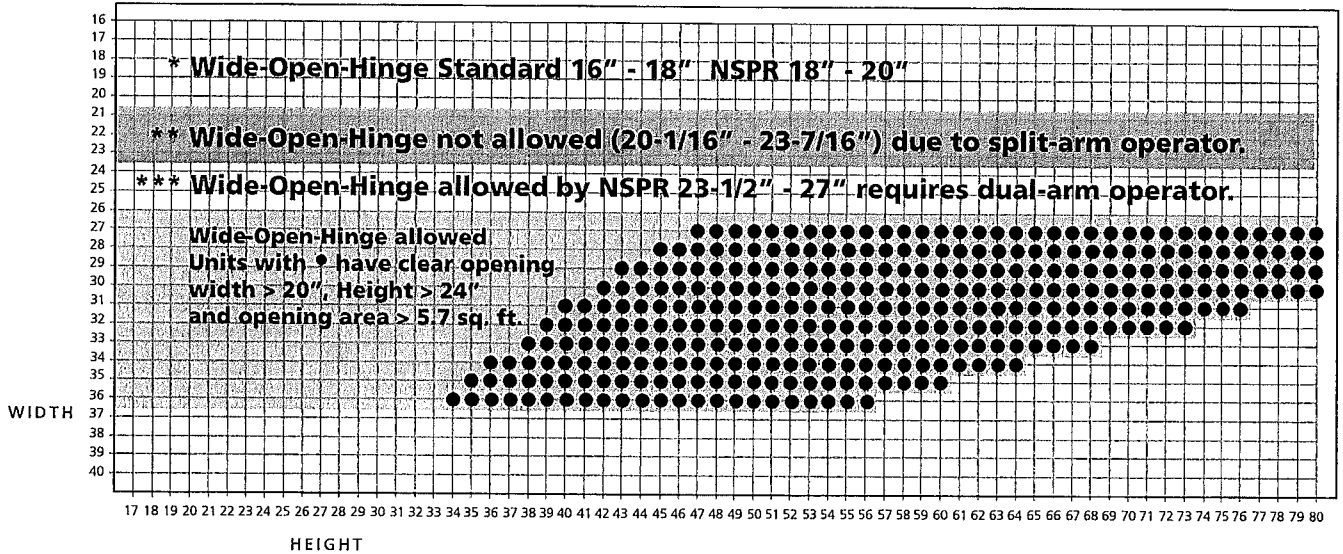 16
17
18
19
20
21
22
23
24
25
26
27
28
29
30
31
32
33
34
35
36
37
38
39
40
* Wide-Open-Hinge Standard 16” - 18” NSPR 18” - 20”
** Wide-Open-Hinge not allowed (20-1/16” - 23-7/16”) due to split-arm operator.
*** Wide-Open-Hinge allowed by NSPR 23-1/2” - 27” requires dual-arm operator.
Wide-Open-Hinge allowed
Units with ● have clear opening
width > 20”, Height > 24”
and opening area > 5.7 sq. ft.
WIDTH
17 18 19 20 21 22 23 24 25 26 27 28 29 30 31 32 33 34 35 36 37 38 39 40 41 42 43 44 45 46 47 48 49 50 51 52 53 54 55 56 57 58 59 60 61 62 63 64 65 66 67 68 69 70 71 72 73 74 75 76 77 78 79 80
HEIGHT